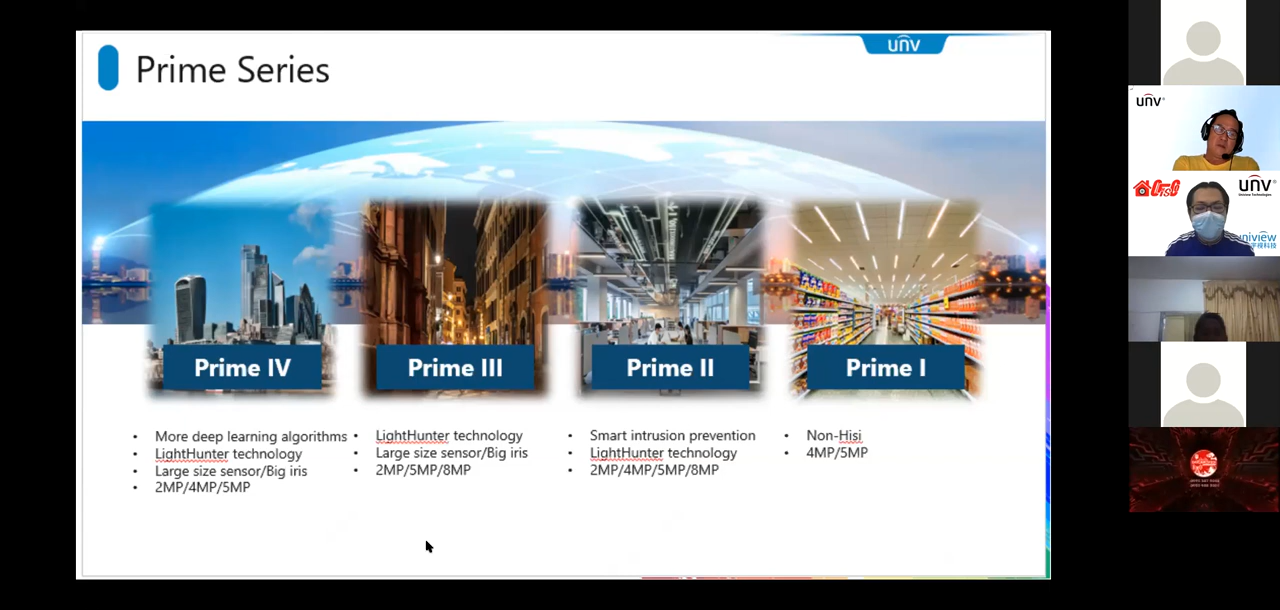 Prime Series
unv
Prime IV
Prime III
Prime II
Prime I
• More deep learning algorithms
• LightHunter technology
• Large size sensor/Big iris
• 2MP/4MP/5MP
• LightHunter technology
• Large size sensor/Big iris
• 2MP/5MP/8MP
• Smart intrusion prevention
• LightHunter technology
• 2MP/4MP/5MP/8MP
• Non-Hisi
• 4MP/5MP
unv
unv
uniview